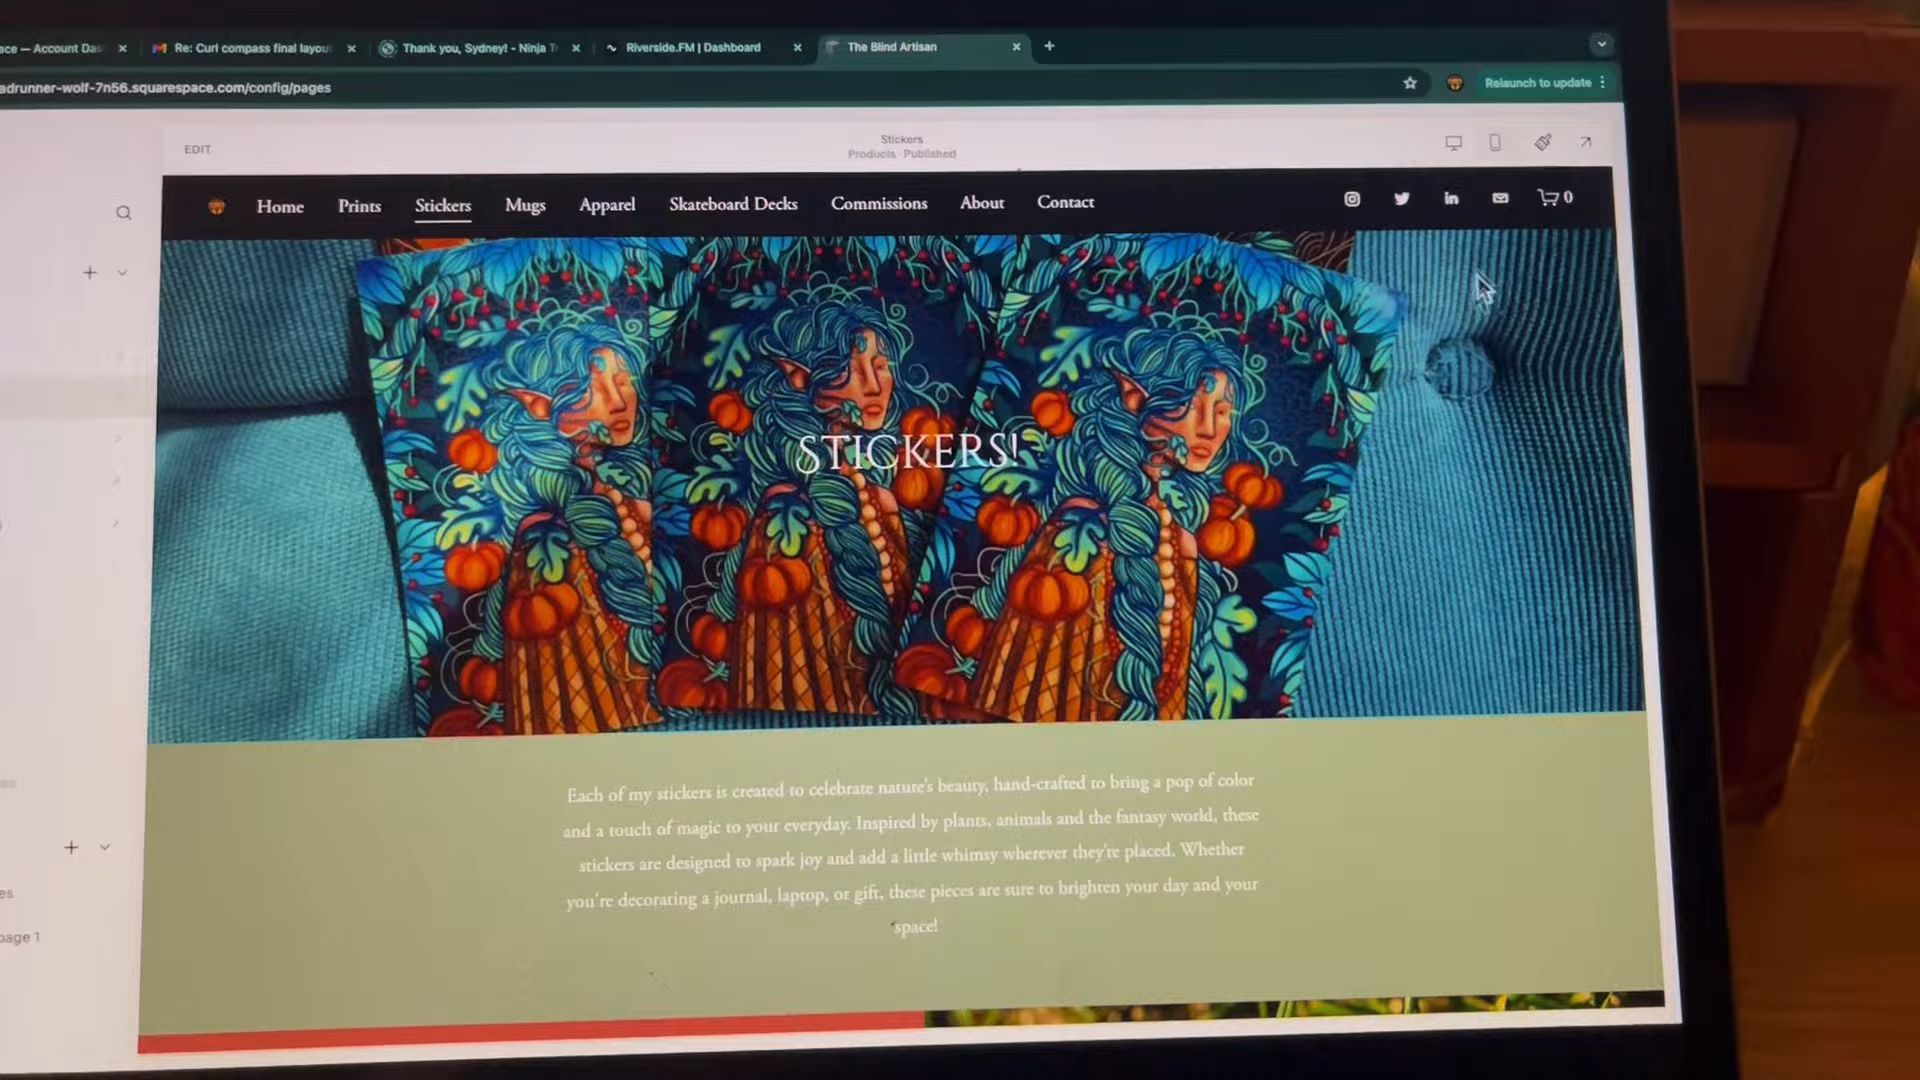 — Account Das
Re: Curl compass final layou
Thank you, Sydney! - Ninja T
Riverside.FM | Dashboard
The Blind Artisan
adrunner-wolf-7n56.squarespace.com/config/pages
Relaunch to update
EDIT
Stickers
Products · Published
Home Prints Stickers Mugs Apparel Skateboard Decks Commissions About Contact
in
0
STICKERS!
Each of my stickers is created to celebrate nature's beauty, hand-crafted to bring a pop of color
and a touch of magic to your everyday. Inspired by plants, animals and the fantasy world, these
stickers are designed to spark joy and add a little whimsy wherever they're placed. Whether
you're decorating a journal, laptop, or gift, these pieces are sure to brighten your day and your
space!
page 1